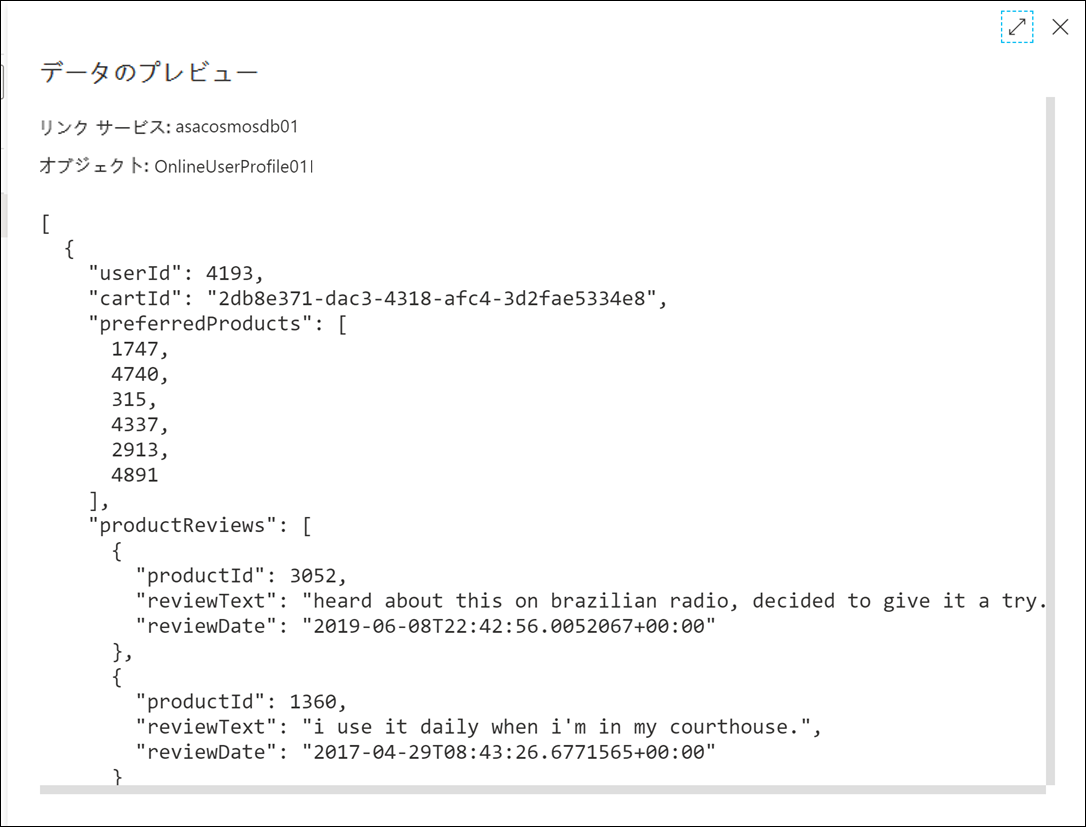 データのプレビュー
リンク サービス: asacosmosdb01
オブジェクト: OnlineUserProfile01l
[
  {
    "userId": 4193,
    "cartId": "2db8e371-dac3-4318-afc4-3d2fae5334e8",
    "preferredProducts": [
      1747,
      4740,
      315,
      4337,
      2913,
      4891
    ],
    "productReviews": [
      {
        "productId": 3052,
        "reviewText": "heard about this on brazilian radio, decided to give it a try.
        "reviewDate": "2019-06-08T22:42:56.0052067+00:00"
      },
      {
        "productId": 1360,
        "reviewText": "i use it daily when i'm in my courthouse.",
        "reviewDate": "2017-04-29T08:43:26.6771565+00:00"
      }